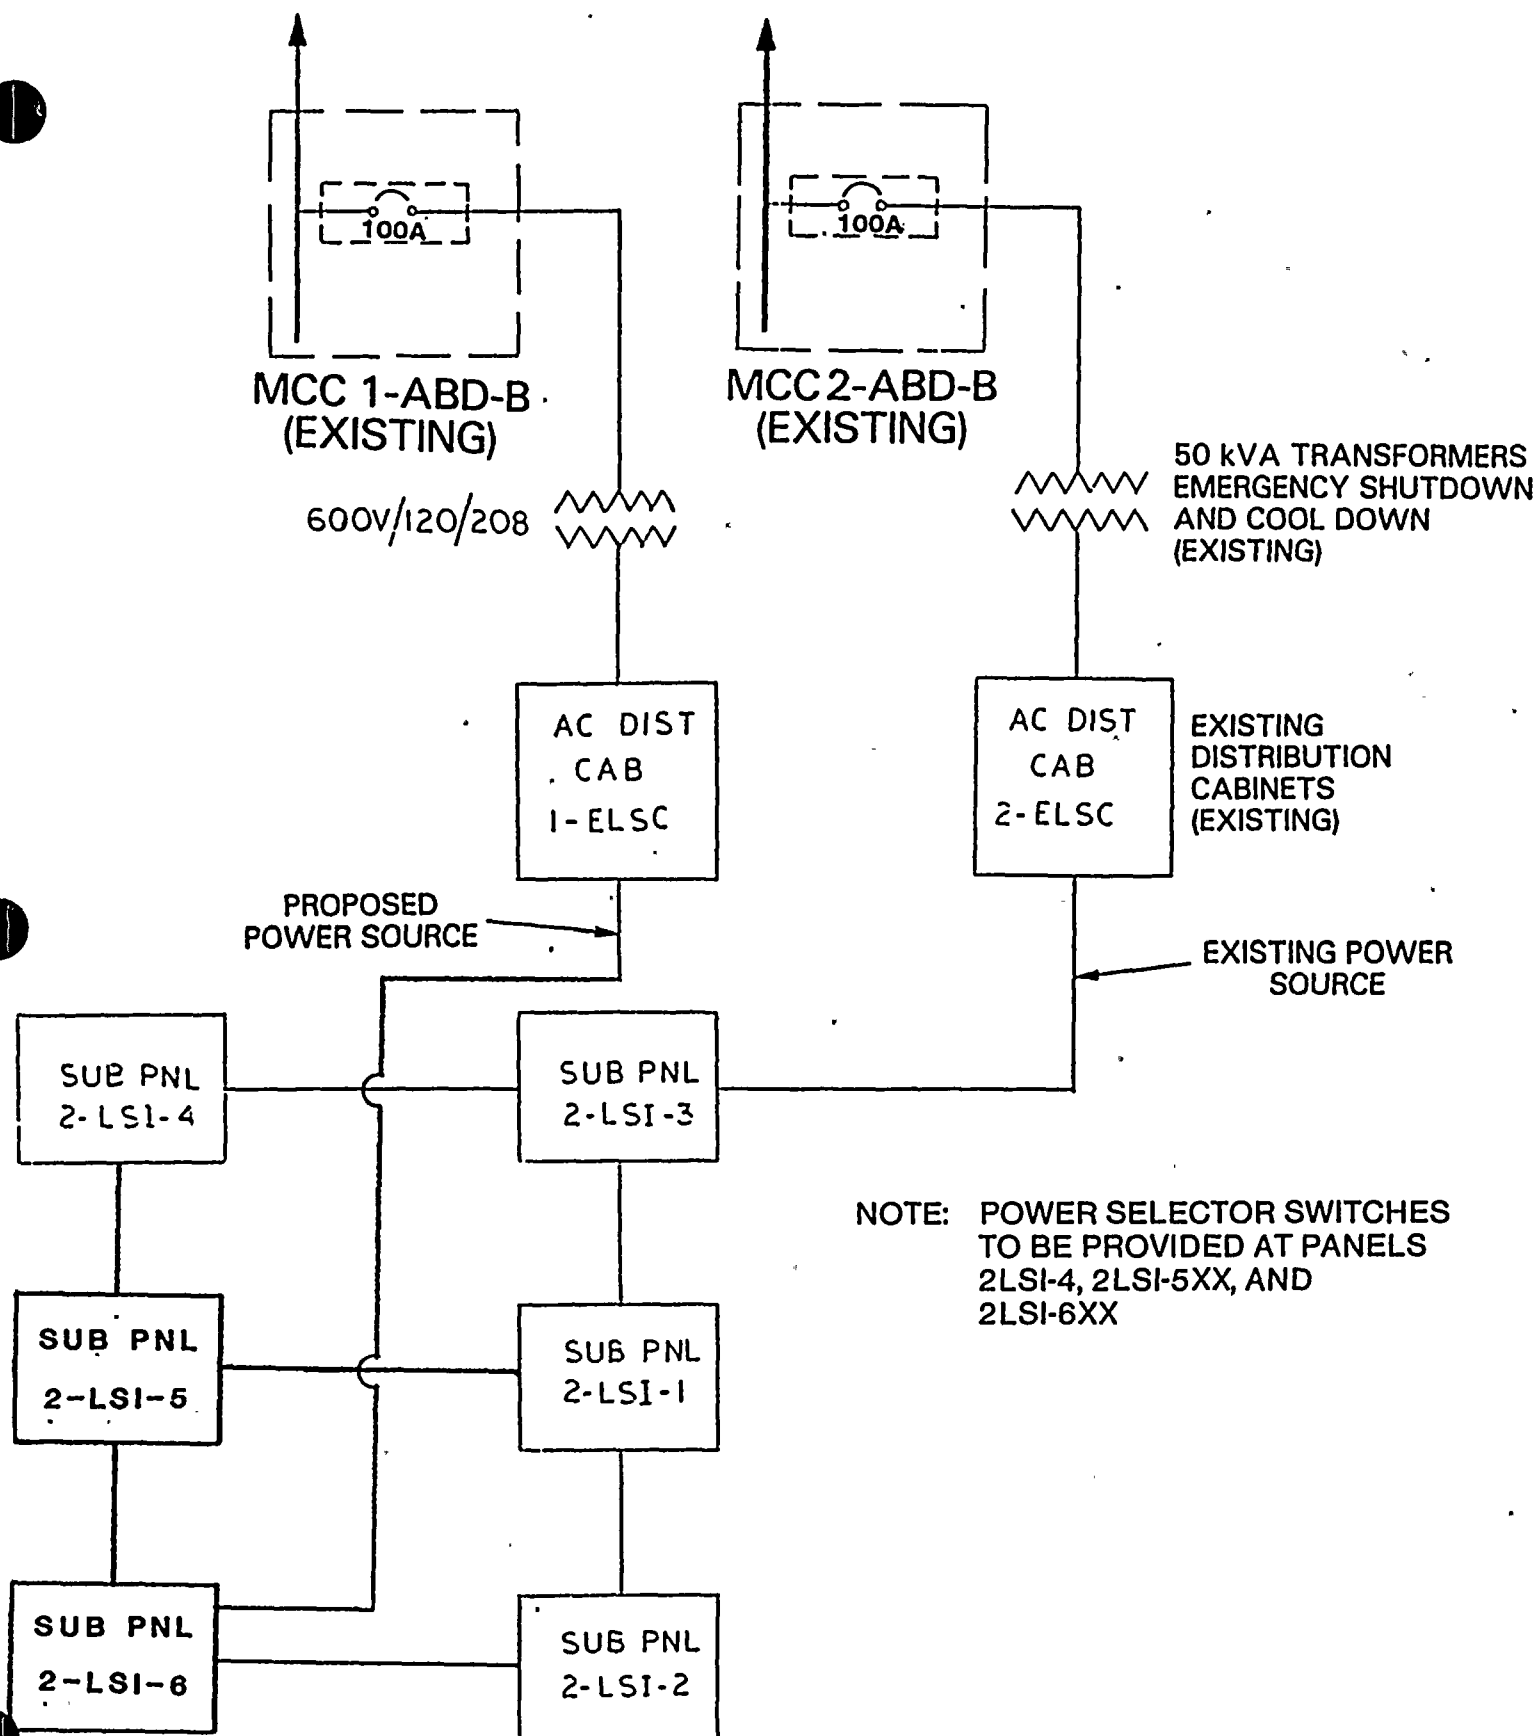 100A
100A
MCC 1-ABD-B
(EXISTING)
MCC 2-ABD-B
(EXISTING)
600V/120/208
50 kVA TRANSFORMERS
EMERGENCY SHUTDOWN
AND COOL DOWN
(EXISTING)
AC DIST
CAB
1-ELSC
AC DIST
CAB
2-ELSC
EXISTING
DISTRIBUTION
CABINETS
(EXISTING)
PROPOSED
POWER SOURCE
EXISTING POWER
SOURCE
SUB PNL
2-LSI-4
SUB PNL
2-LSI-3
NOTE: POWER SELECTOR SWITCHES
TO BE PROVIDED AT PANELS
2LSI-4, 2LSI-5XX, AND
2LSI-6XX
SUB PNL
2-LSI-5
SUB PNL
2-LSI-1
SUB PNL
2-LSI-6
SUB PNL
2-LSI-2